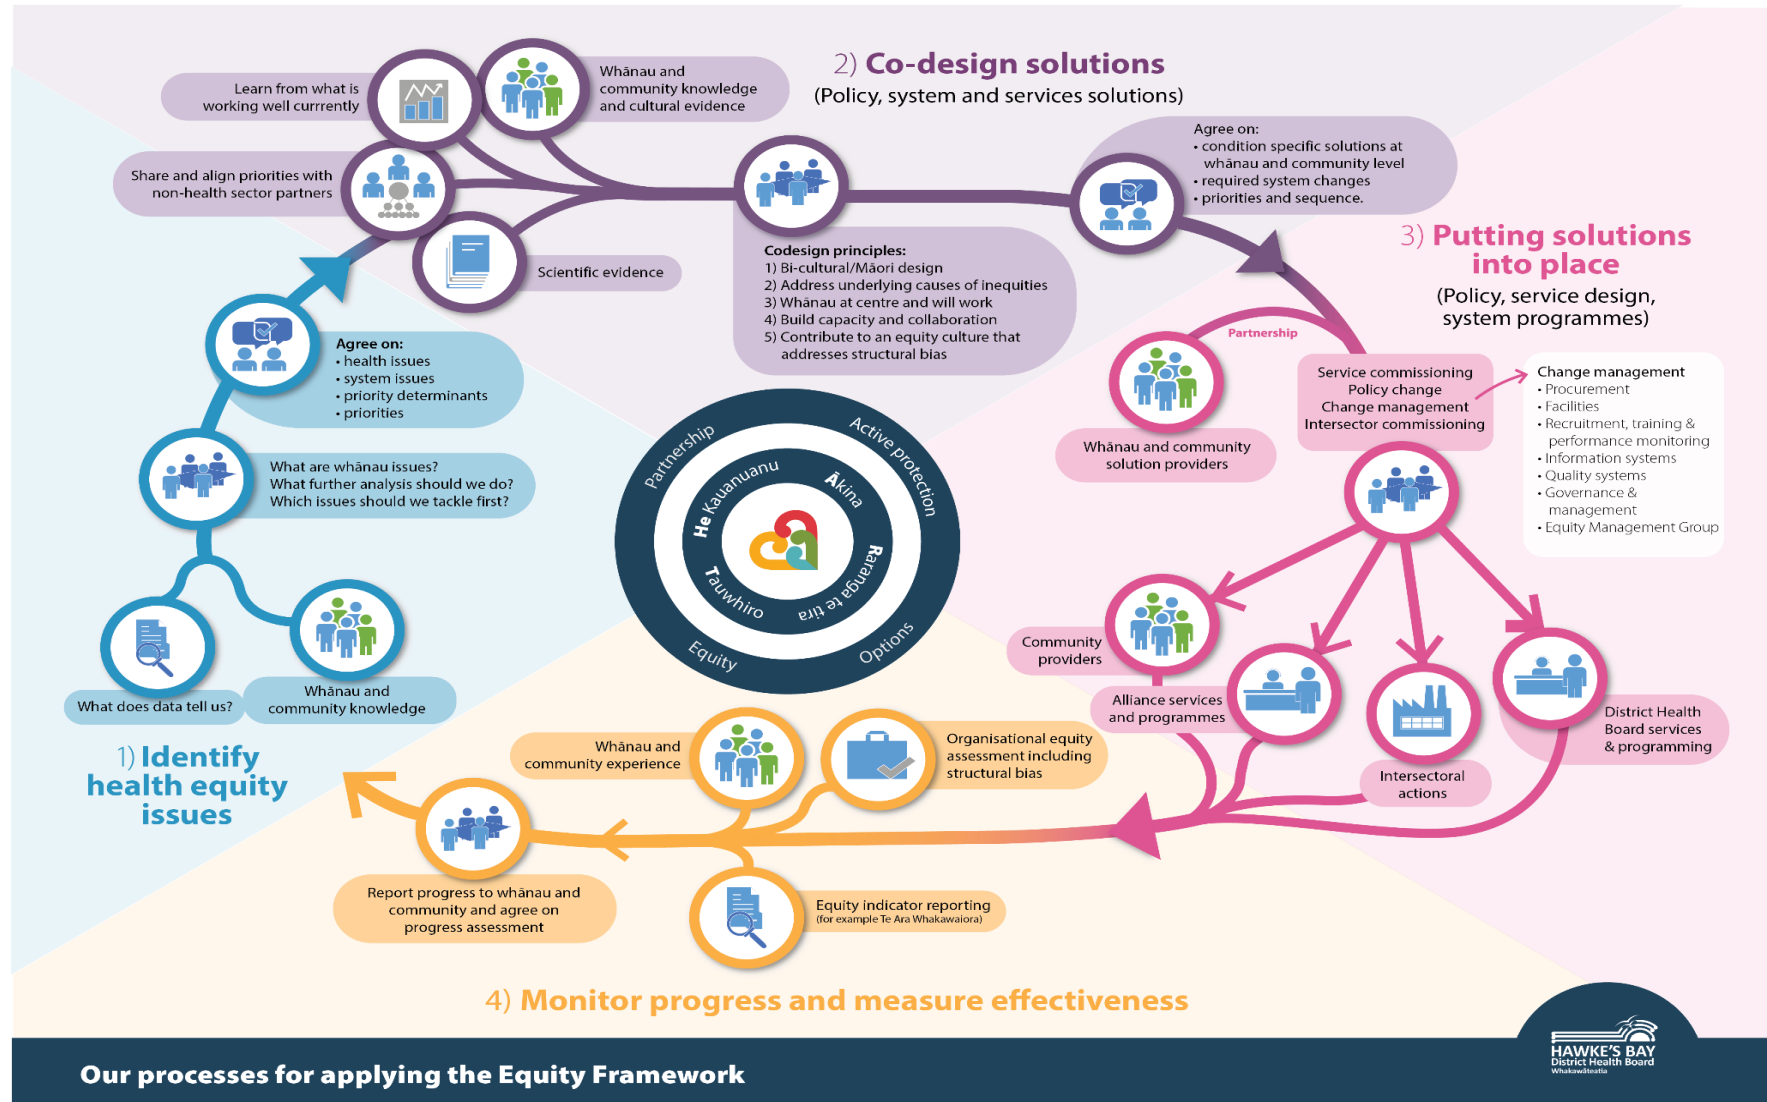 2) Co-design solutions
(Policy, system and services solutions)
Learn from what is
working well currrently
Whānau and
community knowledge
and cultural evidence
Share and align priorities with
non-health sector partners
Scientific evidence
Codesign principles:
1) Bi-cultural/Māori design
2) Address underlying causes of inequities
3) Whānau at centre and will work
4) Build capacity and collaboration
5) Contribute to an equity culture that
addresses structural bias
Agree on:
• condition specific solutions at
whānau and community level
• required system changes
• priorities and sequence.
3) Putting solutions
into place
(Policy, service design,
system programmes)
Partnership
Whānau and community
solution providers
Service commissioning
Policy change
Change management
Intersector commissioning
Change management
• Procurement
• Facilities
• Recruitment, training &
performance monitoring
• Information systems
• Quality systems
• Governance &
management
• Equity Management Group
Community
providers
Alliance services
and programmes
Intersectoral
actions
District Health
Board services
& programming
Agree on:
• health issues
• system issues
• priority determinants
• priorities
What are whānau issues?
What further analysis should we do?
Which issues should we tackle first?
What does data tell us?
Whānau and
community knowledge
1) Identify
health equity
issues
Partnership
Active protection
Options
Equity
He Kauanuanu
Ākina
Raranga te tira
Tauwhiro
Whānau and
community experience
Organisational equity
assessment including
structural bias
Report progress to whānau and
community and agree on
progress assessment
Equity indicator reporting
(for example Te Ara Whakawaiora)
4) Monitor progress and measure effectiveness
Our processes for applying the Equity Framework
HAWKE'S BAY
District Health Board
Whakawāteatia